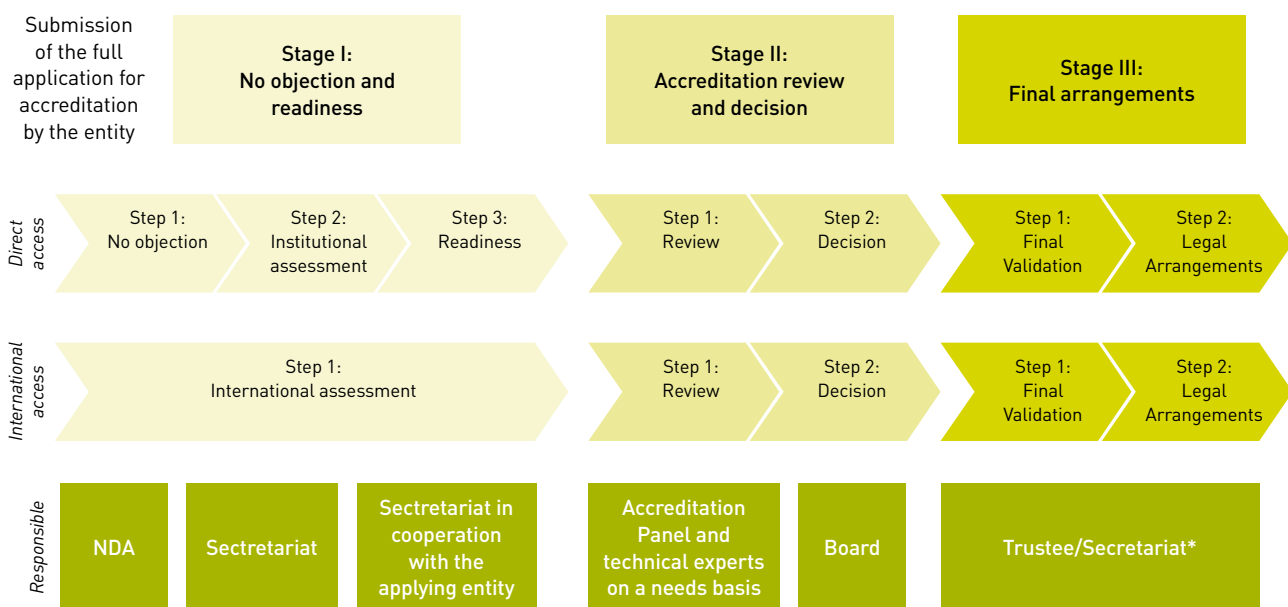 Submission
of the full
application for
accreditation
by the entity
Stage I:
No objection and
readiness
Stage II:
Accreditation review
and decision
Stage III:
Final arrangements
Direct
access
Step 1:
No objection
Step 2:
Institutional
assessment
Step 3:
Readiness
Step 1:
Review
Step 2:
Decision
Step 1:
Final
Validation
Step 2:
Legal
Arrangements
International
access
Step 1:
International assessment
Step 1:
Review
Step 2:
Decision
Step 1:
Final
Validation
Step 2:
Legal
Arrangements
Responsible
NDA
Sectretariat
Sectretariat in
cooperation
with the
applying entity
Accreditation
Panel and
technical experts
on a needs basis
Board
Trustee/Secretariat*